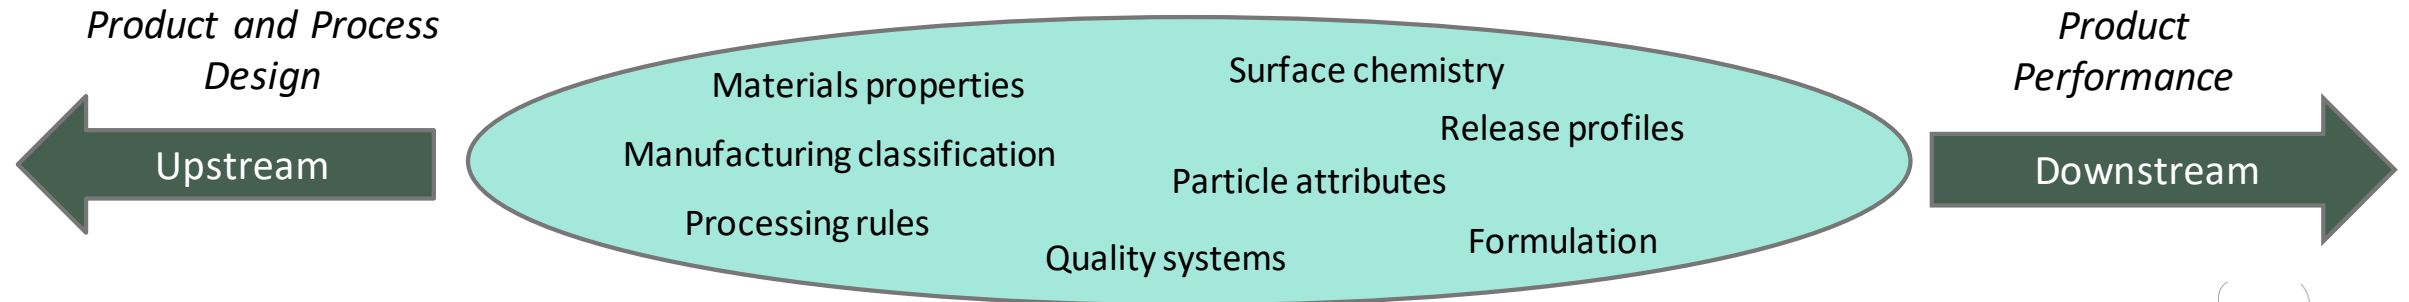 Product and Process
Design
Upstream
Materials properties
Surface chemistry
Release profiles
Manufacturing classification
Particle attributes
Processing rules
Formulation
Quality systems
Product
Performance
Downstream